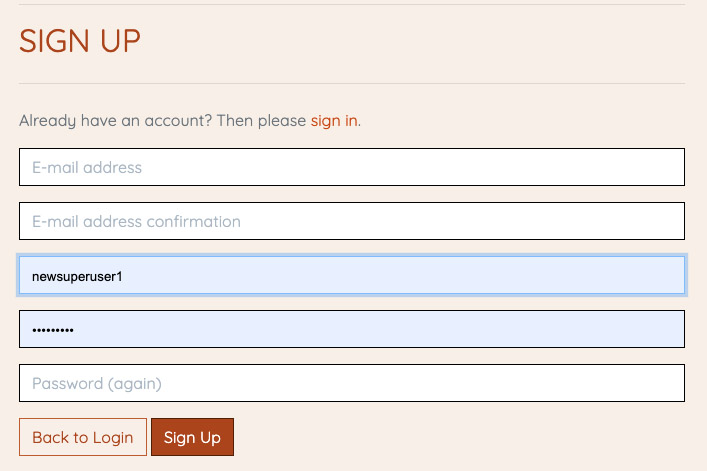 SIGN UP
Already have an account? Then please sign in.
E-mail address
E-mail address confirmation
newsuperuser1
•••••••••
Password (again)
Back to Login Sign Up